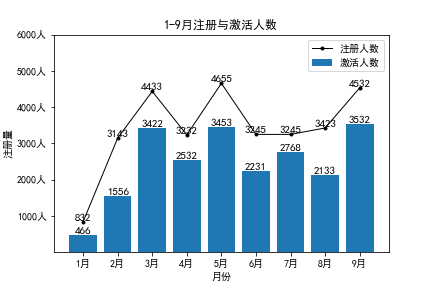 1-9月注册与激活人数
注册人数
激活人数
注册量
6000人
5000人
4000人
3000人
2000人
1000人
832
3143
4433
3232
4655
3245
3245
3423
4532
466
1556
3422
2532
3453
2231
2768
2133
3532
1月 2月 3月 4月 5月 6月 7月 8月 9月
月份